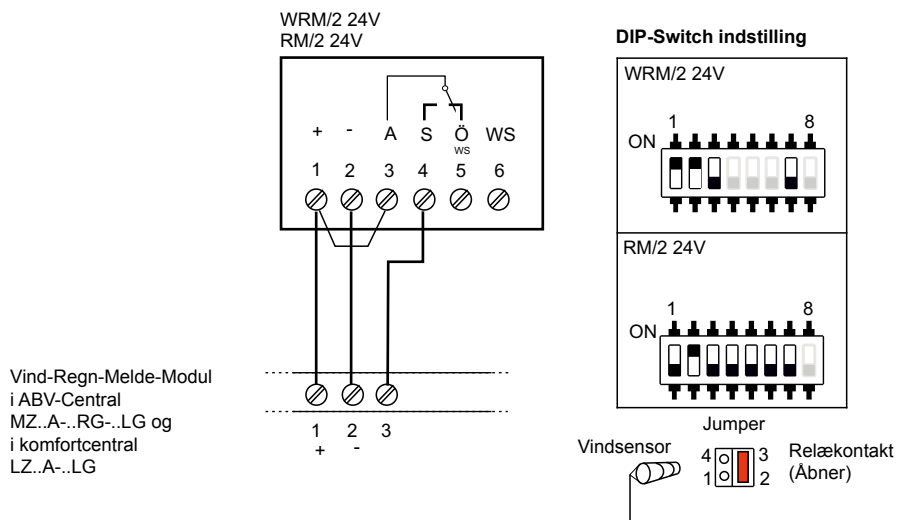 WRM/2 24V
RM/2 24V
+ - A S Ö WS
ws
1 2 3 4 5 6
Vind-Regn-Melde-Modul
i ABV-Central
MZ..A-..RG-..LG og
i komfortcentral
LZ..A-..LG
1 2 3
+ -
DIP-Switch indstilling
WRM/2 24V
1 8
ON
RM/2 24V
1 8
ON
Jumper
Vindsensor
4 3 Relækontakt
1 2 (Åbner)